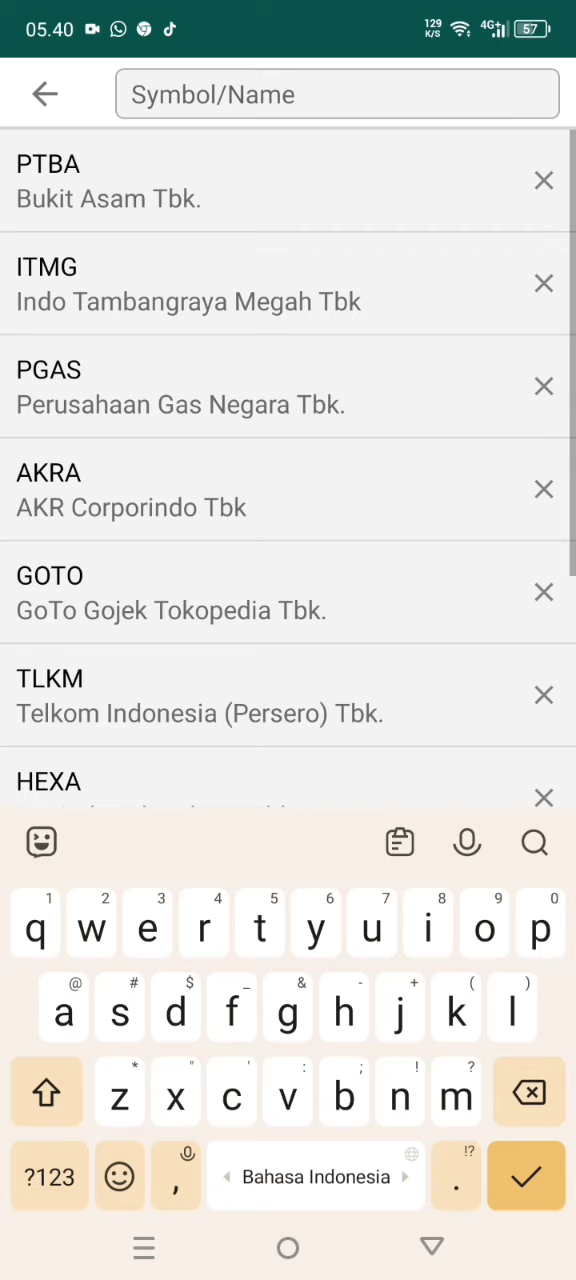 05.40 129 K/S 4G+ 57
Symbol/Name
PTBA
Bukit Asam Tbk.
ITMG
Indo Tambangraya Megah Tbk
PGAS
Perusahaan Gas Negara Tbk.
AKRA
AKR Corporindo Tbk
GOTO
GoTo Gojek Tokopedia Tbk.
TLKM
Telkom Indonesia (Persero) Tbk.
HEXA
1 2 3 4 5 6 7 8 9 0
q w e r t y u i o p
@ # $ _ & - + ( )
a s d f g h j k l
* " ' : ; ! ?
z x c v b n m
!?
?123 , Bahasa Indonesia .